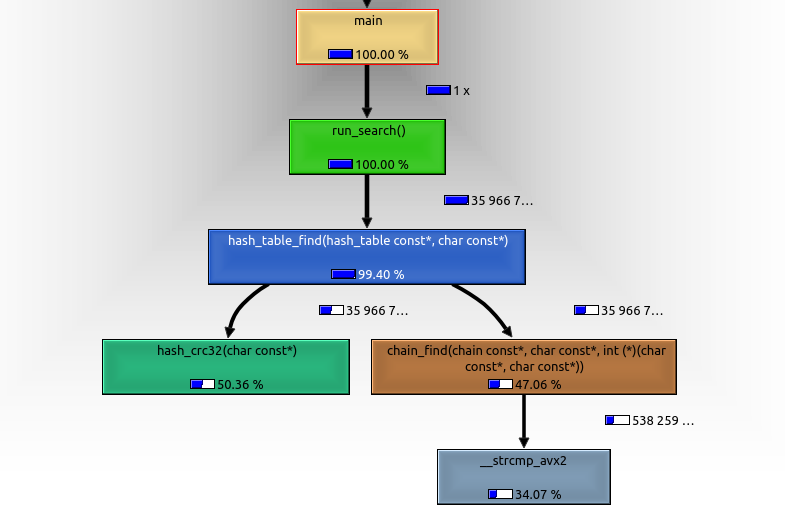 main
100.00 %
1 x
run_search()
100.00 %
35 966 7…
hash_table_find(hash_table const*, char const*)
99.40 %
35 966 7…
35 966 7…
hash_crc32(char const*)
50.36 %
chain_find(chain const*, char const*, int (*)(char
const*, char const*))
47.06 %
538 259 …
__strcmp_avx2
34.07 %